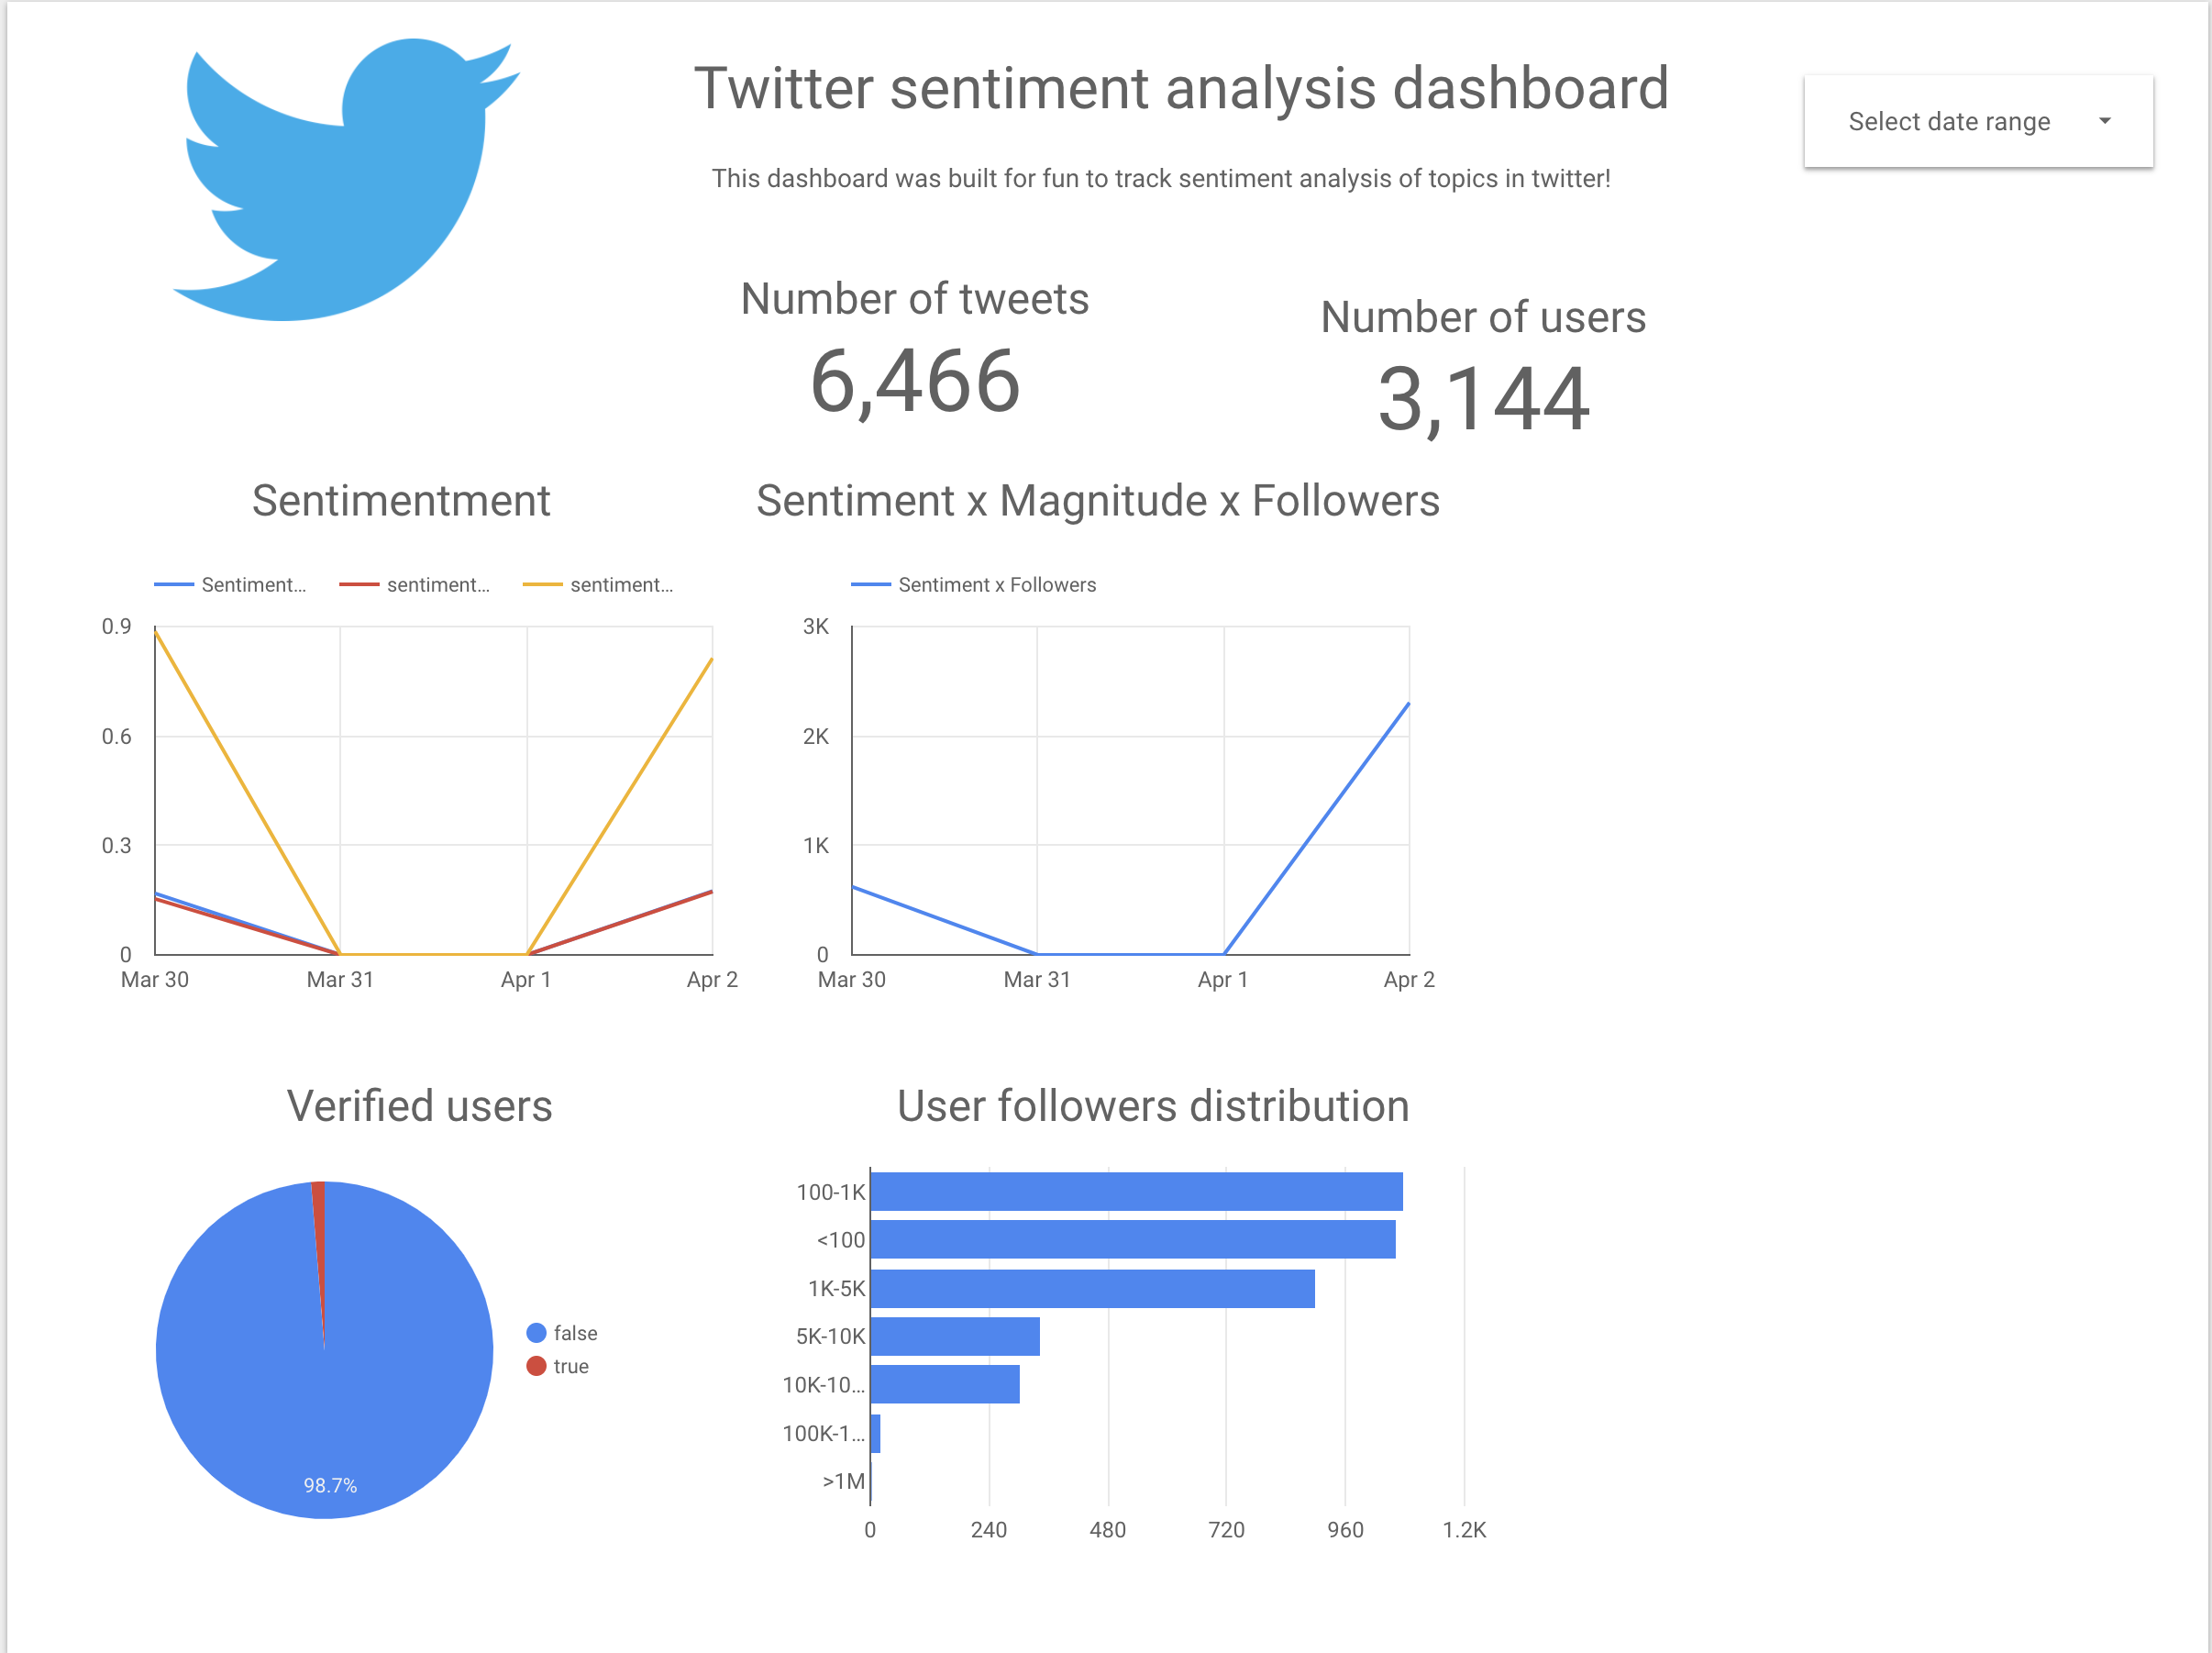 Twitter sentiment analysis dashboard
Select date range
This dashboard was built for fun to track sentiment analysis of topics in twitter!
Number of tweets
6,466
Number of users
3,144
Sentimentment
Sentiment... sentiment... sentiment...
0.9
0.6
0.3
0
Mar 30 Mar 31 Apr 1 Apr 2
Sentiment x Magnitude x Followers
Sentiment x Followers
3K
2K
1K
0
Mar 30 Mar 31 Apr 1 Apr 2
Verified users
98.7%
false
true
User followers distribution
100-1K
<100
1K-5K
5K-10K
10K-10...
100K-1...
>1M
0 240 480 720 960 1.2K